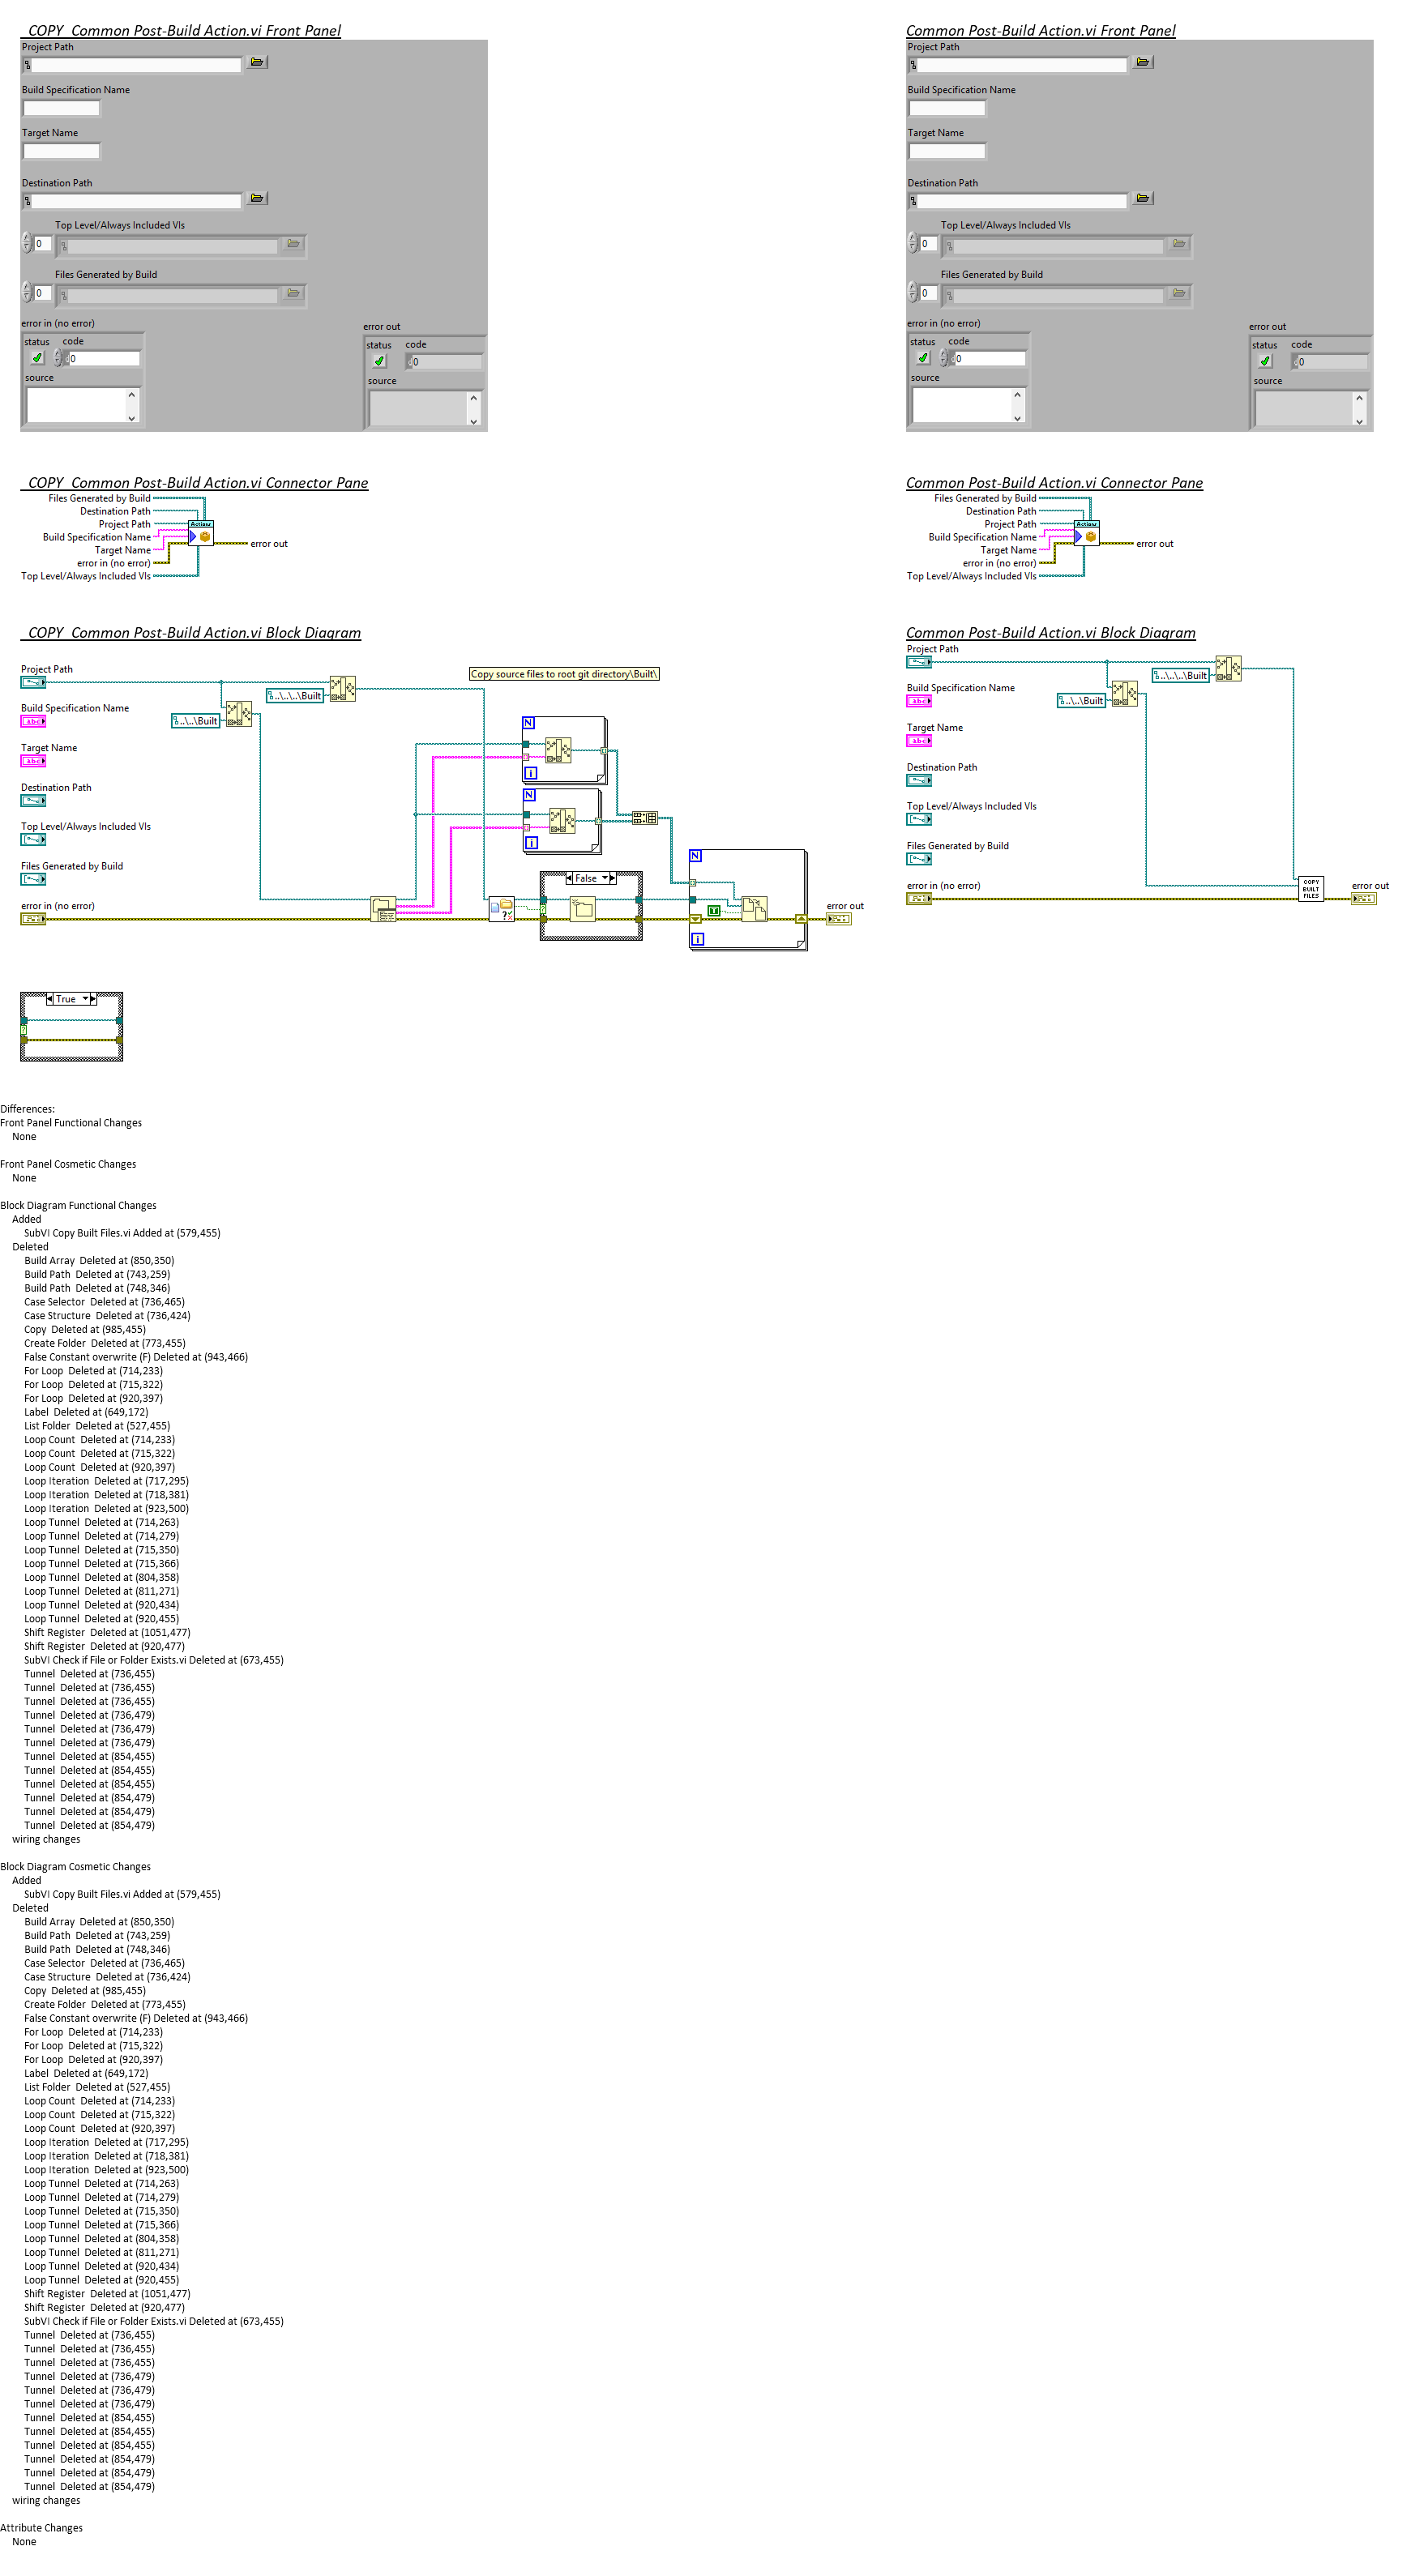 _COPY_Common Post-Build Action.vi Front Panel
Project Path
Build Specification Name
Target Name
Destination Path
Top Level/Always Included VIs
0
Files Generated by Build
0
error in (no error)
status code
0
source
error out
status code
0
source
Common Post-Build Action.vi Front Panel
Project Path
Build Specification Name
Target Name
Destination Path
Top Level/Always Included VIs
0
Files Generated by Build
0
error in (no error)
status code
0
source
error out
status code
0
source
_COPY_Common Post-Build Action.vi Connector Pane
Files Generated by Build
Destination Path
Project Path
Build Specification Name
Target Name
error in (no error)
Top Level/Always Included VIs
Actions
error out
Common Post-Build Action.vi Connector Pane
Files Generated by Build
Destination Path
Project Path
Build Specification Name
Target Name
error in (no error)
Top Level/Always Included VIs
Actions
error out
_COPY_Common Post-Build Action.vi Block Diagram
Project Path
Build Specification Name
abc
Target Name
abc
Destination Path
Top Level/Always Included VIs
Files Generated by Build
error in (no error)
..\..\..\Built
..\..\Built
Copy source files to root git directory\Built\
N
i
N
i
False
?
N
T
i
error out
True
?
Common Post-Build Action.vi Block Diagram
Project Path
Build Specification Name
abc
Target Name
abc
Destination Path
Top Level/Always Included VIs
Files Generated by Build
error in (no error)
..\..\..\Built
..\..\Built
COPY
BUILT
FILES
error out
Differences:
Front Panel Functional Changes
None
Front Panel Cosmetic Changes
None
Block Diagram Functional Changes
Added
SubVI Copy Built Files.vi Added at (579,455)
Deleted
Build Array  Deleted at (850,350)
Build Path  Deleted at (743,259)
Build Path  Deleted at (748,346)
Case Selector  Deleted at (736,465)
Case Structure  Deleted at (736,424)
Copy  Deleted at (985,455)
Create Folder  Deleted at (773,455)
False Constant overwrite (F) Deleted at (943,466)
For Loop  Deleted at (714,233)
For Loop  Deleted at (715,322)
For Loop  Deleted at (920,397)
Label  Deleted at (649,172)
List Folder  Deleted at (527,455)
Loop Count  Deleted at (714,233)
Loop Count  Deleted at (715,322)
Loop Count  Deleted at (920,397)
Loop Iteration  Deleted at (717,295)
Loop Iteration  Deleted at (718,381)
Loop Iteration  Deleted at (923,500)
Loop Tunnel  Deleted at (714,263)
Loop Tunnel  Deleted at (714,279)
Loop Tunnel  Deleted at (715,350)
Loop Tunnel  Deleted at (715,366)
Loop Tunnel  Deleted at (804,358)
Loop Tunnel  Deleted at (811,271)
Loop Tunnel  Deleted at (920,434)
Loop Tunnel  Deleted at (920,455)
Shift Register  Deleted at (1051,477)
Shift Register  Deleted at (920,477)
SubVI Check if File or Folder Exists.vi Deleted at (673,455)
Tunnel  Deleted at (736,455)
Tunnel  Deleted at (736,455)
Tunnel  Deleted at (736,455)
Tunnel  Deleted at (736,479)
Tunnel  Deleted at (736,479)
Tunnel  Deleted at (736,479)
Tunnel  Deleted at (854,455)
Tunnel  Deleted at (854,455)
Tunnel  Deleted at (854,455)
Tunnel  Deleted at (854,479)
Tunnel  Deleted at (854,479)
Tunnel  Deleted at (854,479)
wiring changes
Block Diagram Cosmetic Changes
Added
SubVI Copy Built Files.vi Added at (579,455)
Deleted
Build Array  Deleted at (850,350)
Build Path  Deleted at (743,259)
Build Path  Deleted at (748,346)
Case Selector  Deleted at (736,465)
Case Structure  Deleted at (736,424)
Copy  Deleted at (985,455)
Create Folder  Deleted at (773,455)
False Constant overwrite (F) Deleted at (943,466)
For Loop  Deleted at (714,233)
For Loop  Deleted at (715,322)
For Loop  Deleted at (920,397)
Label  Deleted at (649,172)
List Folder  Deleted at (527,455)
Loop Count  Deleted at (714,233)
Loop Count  Deleted at (715,322)
Loop Count  Deleted at (920,397)
Loop Iteration  Deleted at (717,295)
Loop Iteration  Deleted at (718,381)
Loop Iteration  Deleted at (923,500)
Loop Tunnel  Deleted at (714,263)
Loop Tunnel  Deleted at (714,279)
Loop Tunnel  Deleted at (715,350)
Loop Tunnel  Deleted at (715,366)
Loop Tunnel  Deleted at (804,358)
Loop Tunnel  Deleted at (811,271)
Loop Tunnel  Deleted at (920,434)
Loop Tunnel  Deleted at (920,455)
Shift Register  Deleted at (1051,477)
Shift Register  Deleted at (920,477)
SubVI Check if File or Folder Exists.vi Deleted at (673,455)
Tunnel  Deleted at (736,455)
Tunnel  Deleted at (736,455)
Tunnel  Deleted at (736,455)
Tunnel  Deleted at (736,479)
Tunnel  Deleted at (736,479)
Tunnel  Deleted at (736,479)
Tunnel  Deleted at (854,455)
Tunnel  Deleted at (854,455)
Tunnel  Deleted at (854,455)
Tunnel  Deleted at (854,479)
Tunnel  Deleted at (854,479)
Tunnel  Deleted at (854,479)
wiring changes
Attribute Changes
None